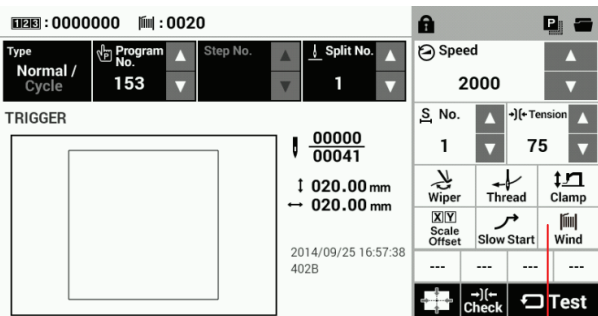 123 : 0000000 : 0020
Type
Normal /
Cycle
P Program
No.
153
Step No.
Split No.
1
TRIGGER
00000
00041
020.00 mm
020.00 mm
2014/09/25 16:57:38
402B
P
Speed
2000
S No.
1
Tension
75
Wiper
Thread
Clamp
X Y
Scale
Offset
Slow Start
Wind
--- --- --- ---
Check
Test